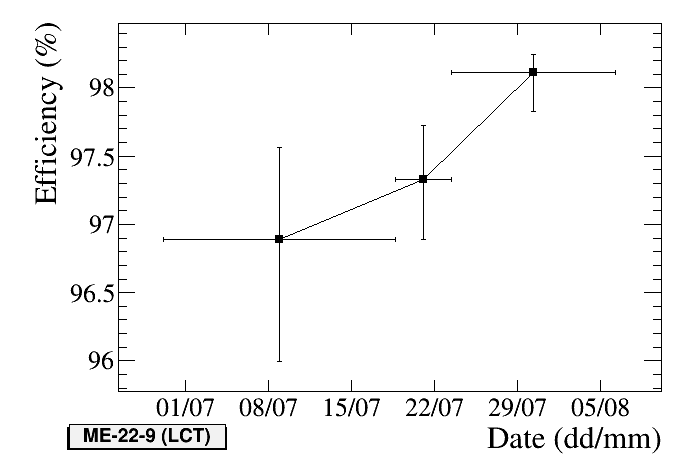 Efficiency (%)
98
97.5
97
96.5
96
01/07 08/07 15/07 22/07 29/07 05/08
ME-22-9 (LCT)
Date (dd/mm)